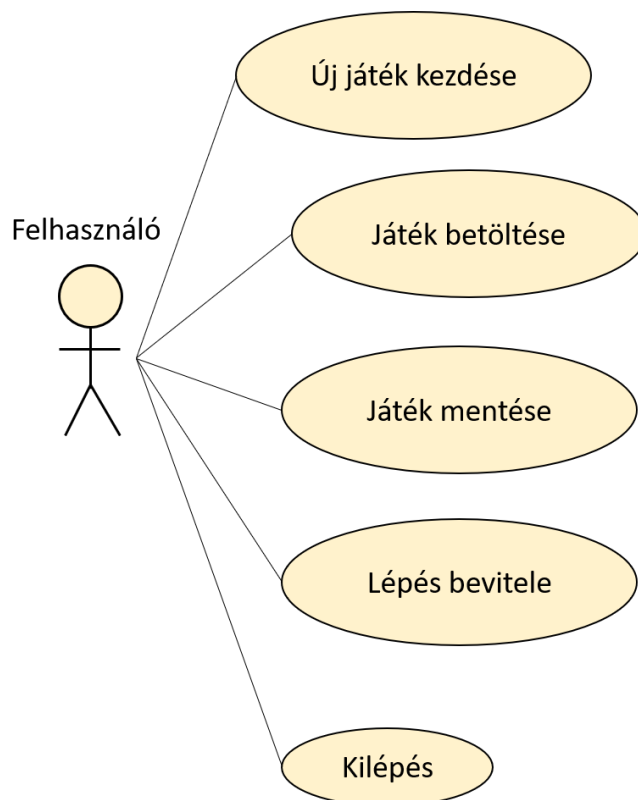 Új játék kezdése
Játék betöltése
Felhasználó
Játék mentése
Lépés bevitele
Kilépés